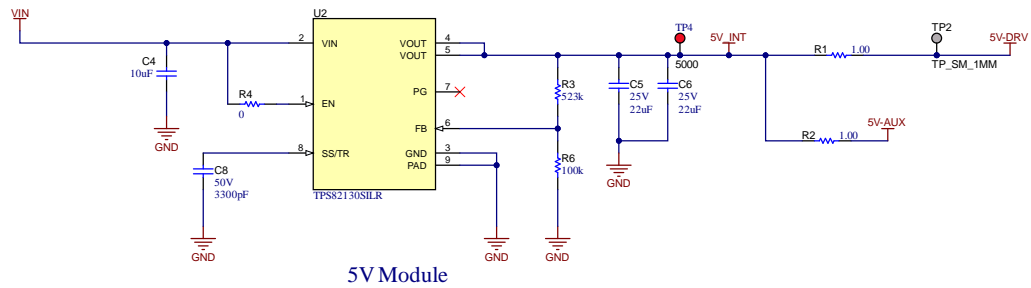 VIN
C4
10uF
GND
R4
0
C8
50V
3300pF
GND
U2
2
VIN
1
EN
8
SS/TR
VOUT
4
VOUT
5
PG
7
FB
6
GND
3
PAD
9
TPS82130SILR
GND
R3
523k
R6
100k
GND
C5
25V
22uF
C6
25V
22uF
GND
TP4
5000
5V_INT
R1
1.00
TP2
TP_SM_1MM
5V-DRV
R2
1.00
5V-AUX
5V Module